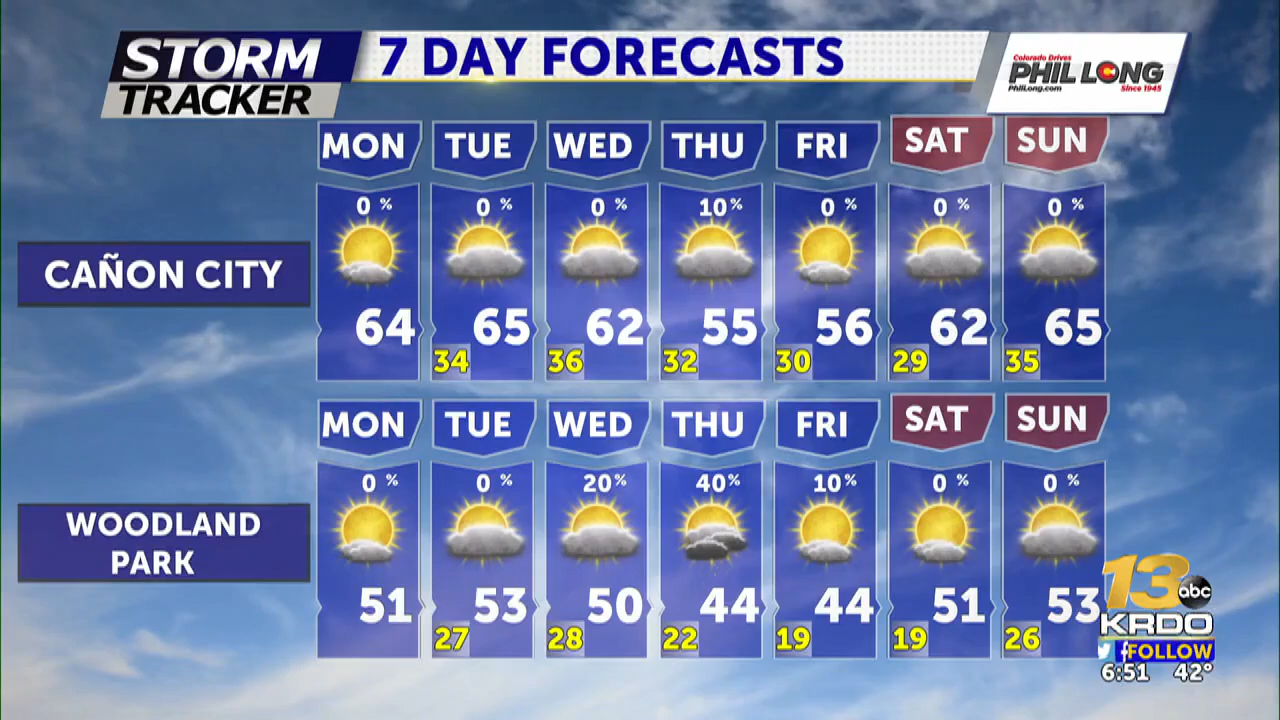 STORM
TRACKER
7 DAY FORECASTS
Colorado Drives
PHIL LONG
PhilLong.com Since 1945
MON TUE WED THU FRI SAT SUN
0 % 0 % 0 % 10% 0 % 0 % 0 %
CAÑON CITY
64 65 62 55 56 62 65
34 36 32 30 29 35
MON TUE WED THU FRI SAT SUN
0 % 0 % 20% 40% 10% 0 % 0 %
WOODLAND
PARK
51 53 50 44 44 51 53
27 28 22 19 19 26
13 abc
KRDO
f FOLLOW
6:51 42°